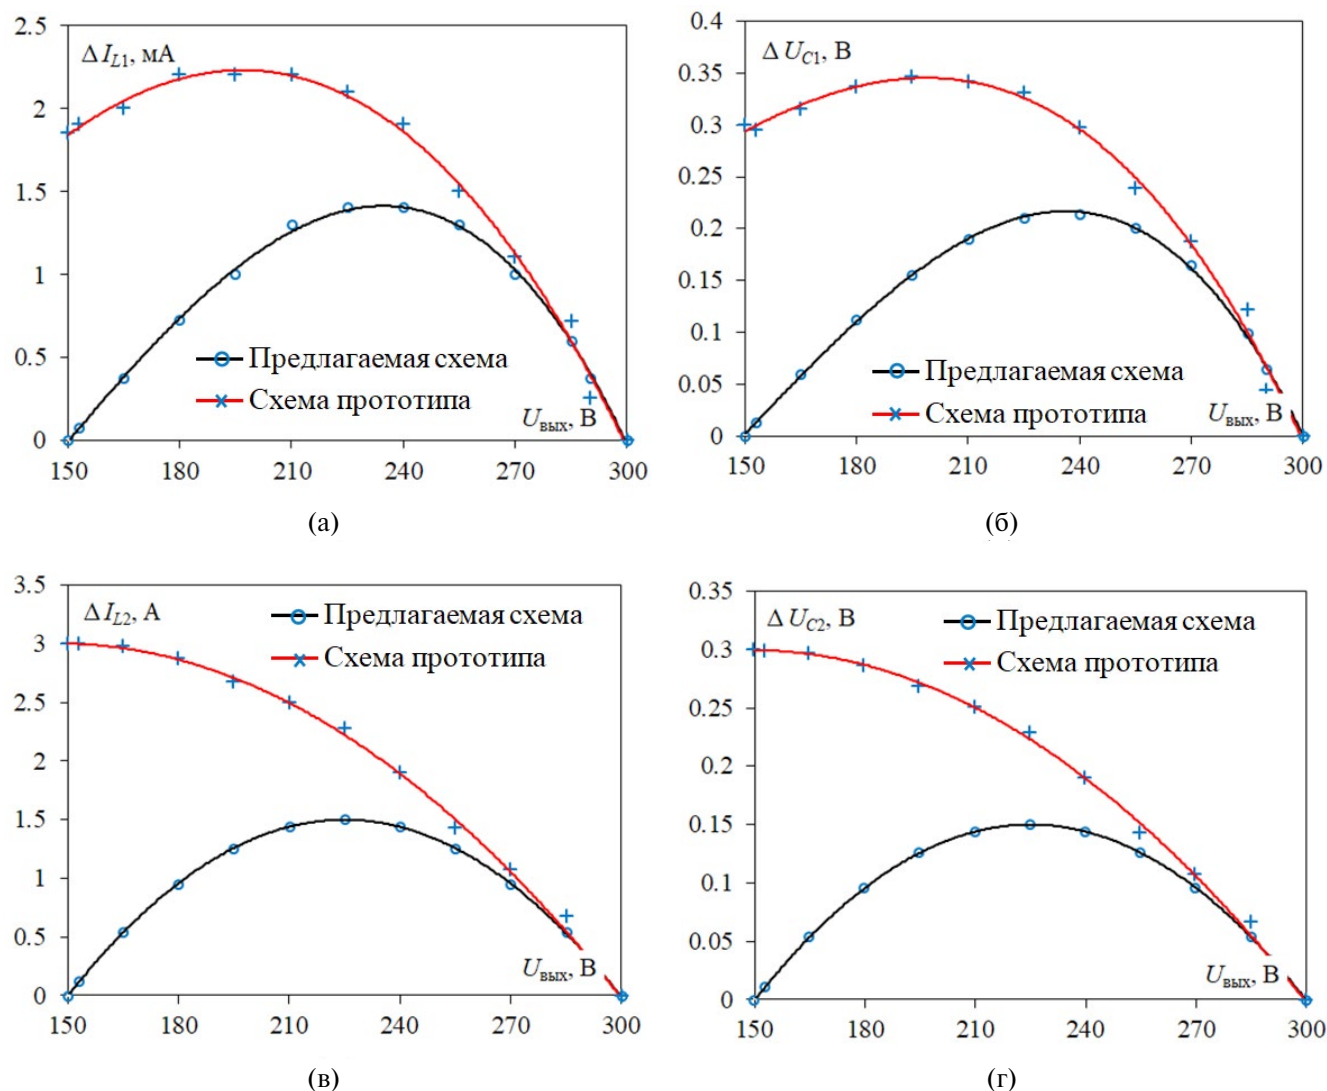 2.5
2
1.5
1
0.5
0
Δ I_L1, мА
Предлагаемая схема
Схема прототипа
U_вых, В
150 180 210 240 270 300
(а)
0.4
0.35
0.3
0.25
0.2
0.15
0.1
0.05
0
Δ U_C1, В
Предлагаемая схема
Схема прототипа
U_вых, В
150 180 210 240 270 300
(б)
3.5
3
2.5
2
1.5
1
0.5
0
Δ I_L2, А
Предлагаемая схема
Схема прототипа
U_вых, В
150 180 210 240 270 300
(в)
0.35
0.3
0.25
0.2
0.15
0.1
0.05
0
Δ U_C2, В
Предлагаемая схема
Схема прототипа
U_вых, В
150 180 210 240 270 300
(г)